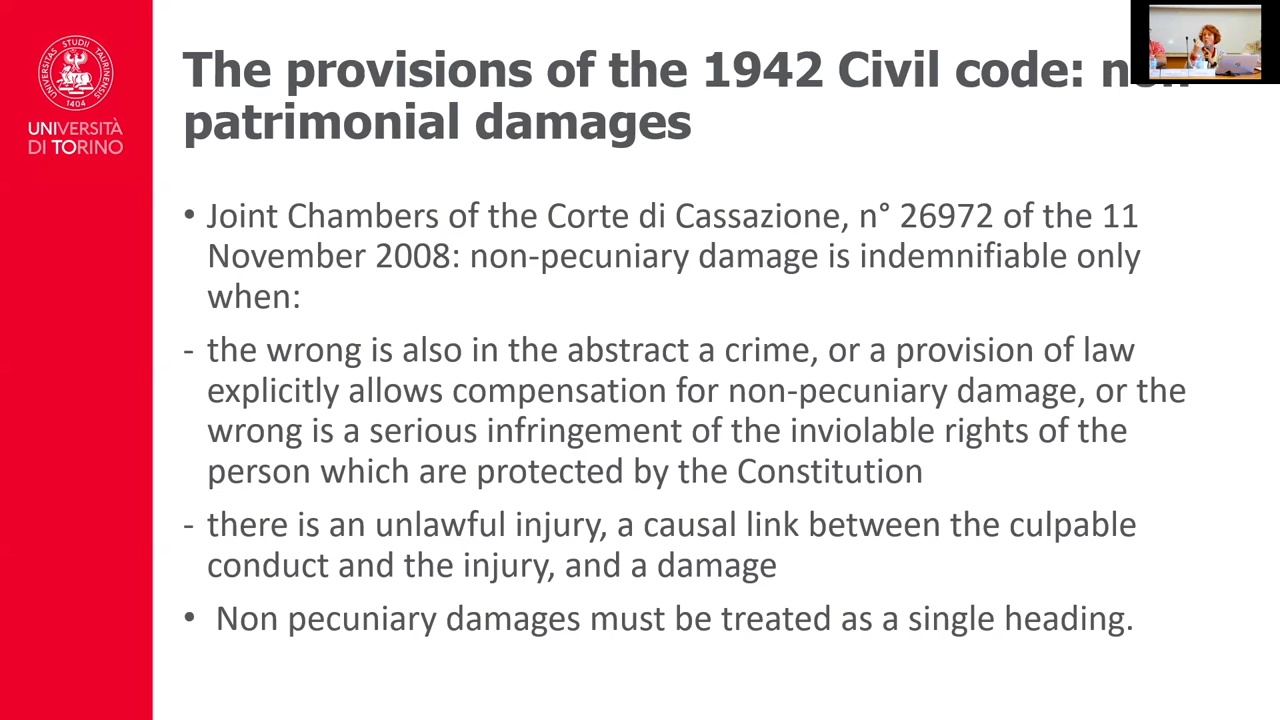 UNIVERSITAS STUDII TAURINENSIS
1404
UNIVERSITÀ
DI TORINO
The provisions of the 1942 Civil code:
patrimonial damages
• Joint Chambers of the Corte di Cassazione, n° 26972 of the 11
November 2008: non-pecuniary damage is indemnifiable only
when:
- the wrong is also in the abstract a crime, or a provision of law
explicitly allows compensation for non-pecuniary damage, or the
wrong is a serious infringement of the inviolable rights of the
person which are protected by the Constitution
- there is an unlawful injury, a causal link between the culpable
conduct and the injury, and a damage
• Non pecuniary damages must be treated as a single heading.